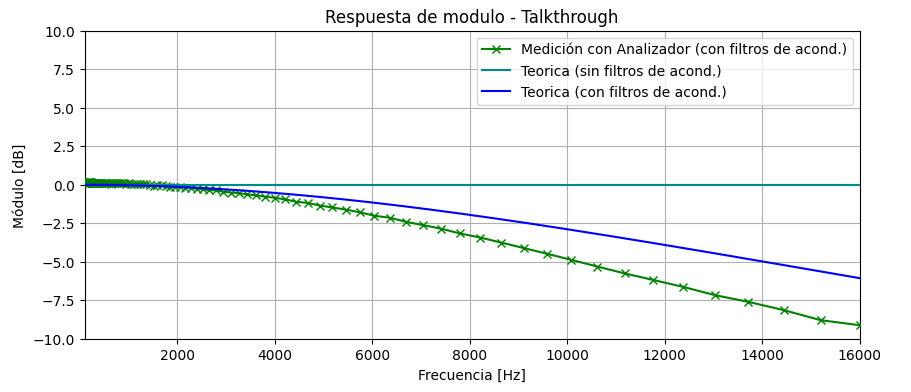 Respuesta de modulo - Talkthrough
10.0
7.5
5.0
2.5
0.0
−2.5
−5.0
−7.5
−10.0
Módulo [dB]
Medición con Analizador (con filtros de acond.)
Teorica (sin filtros de acond.)
Teorica (con filtros de acond.)
2000 4000 6000 8000 10000 12000 14000 16000
Frecuencia [Hz]